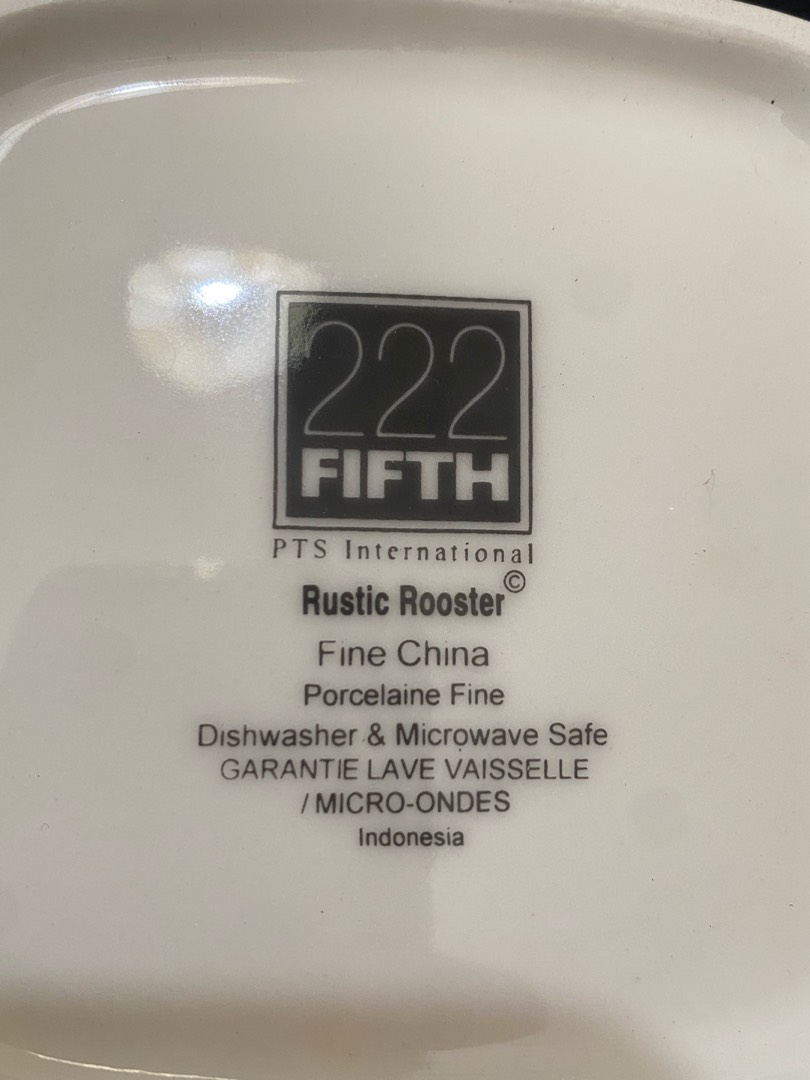 222
FIFTH
PTS International
Rustic Rooster©
Fine China
Porcelaine Fine
Dishwasher & Microwave Safe
GARANTIE LAVE VAISSELLE
/ MICRO-ONDES
Indonesia